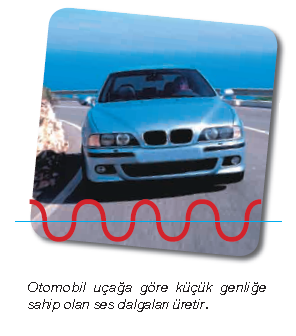 Otomobil uçağa göre küçük genliğe
sahip olan ses dalgaları üretir.